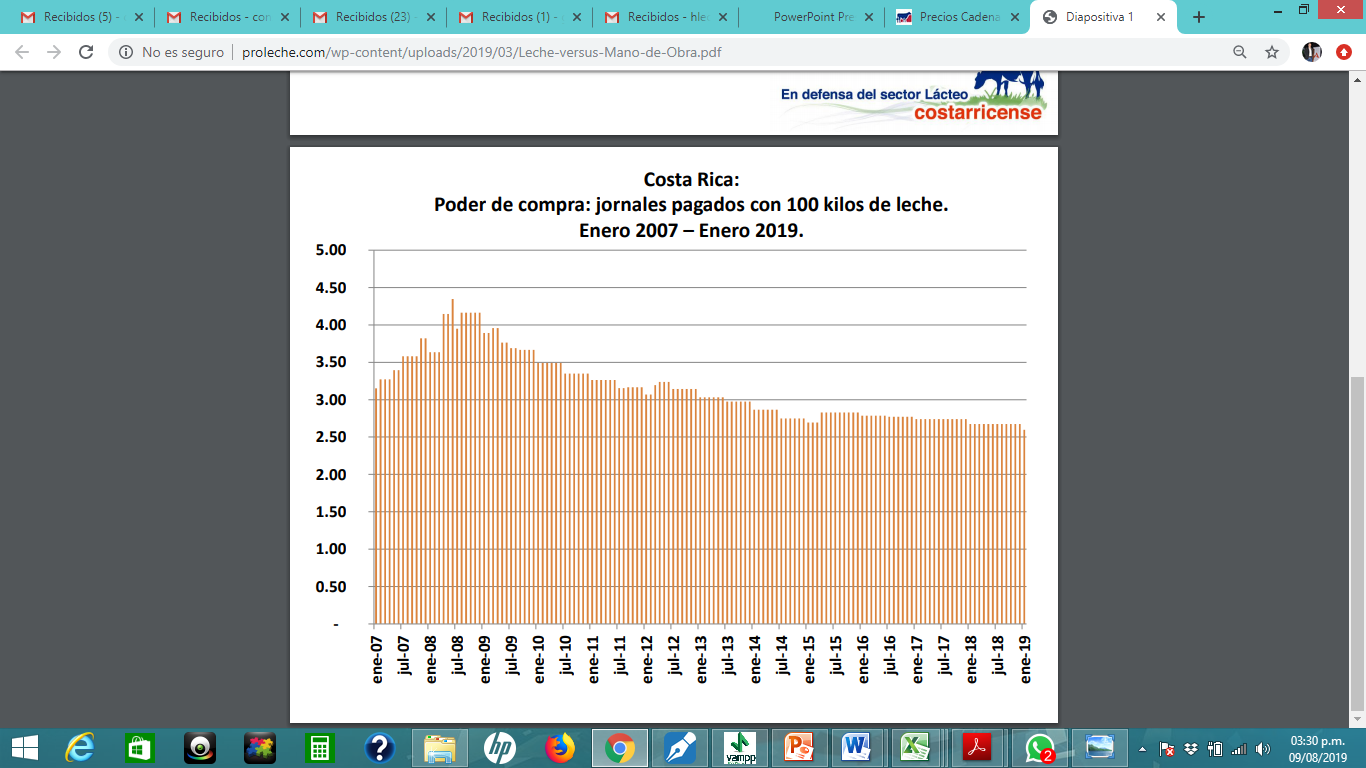 Recibidos (5) -
Recibidos - con
Recibidos (23)
Recibidos (1) -
Recibidos - hlec
PowerPoint Pre
Precios Cadena
Diapositiva 1
No es seguro
proleche.com/wp-content/uploads/2019/03/Leche-versus-Mano-de-Obra.pdf
En defensa del sector Lácteo
costarricense
Costa Rica:
Poder de compra: jornales pagados con 100 kilos de leche.
Enero 2007 – Enero 2019.
5.00
4.50
4.00
3.50
3.00
2.50
2.00
1.50
1.00
0.50
-
ene-07
jul-07
ene-08
jul-08
ene-09
jul-09
ene-10
jul-10
ene-11
jul-11
ene-12
jul-12
ene-13
jul-13
ene-14
jul-14
ene-15
jul-15
ene-16
jul-16
ene-17
jul-17
ene-18
jul-18
ene-19
hp
vampp
2
03:30 p.m.
09/08/2019